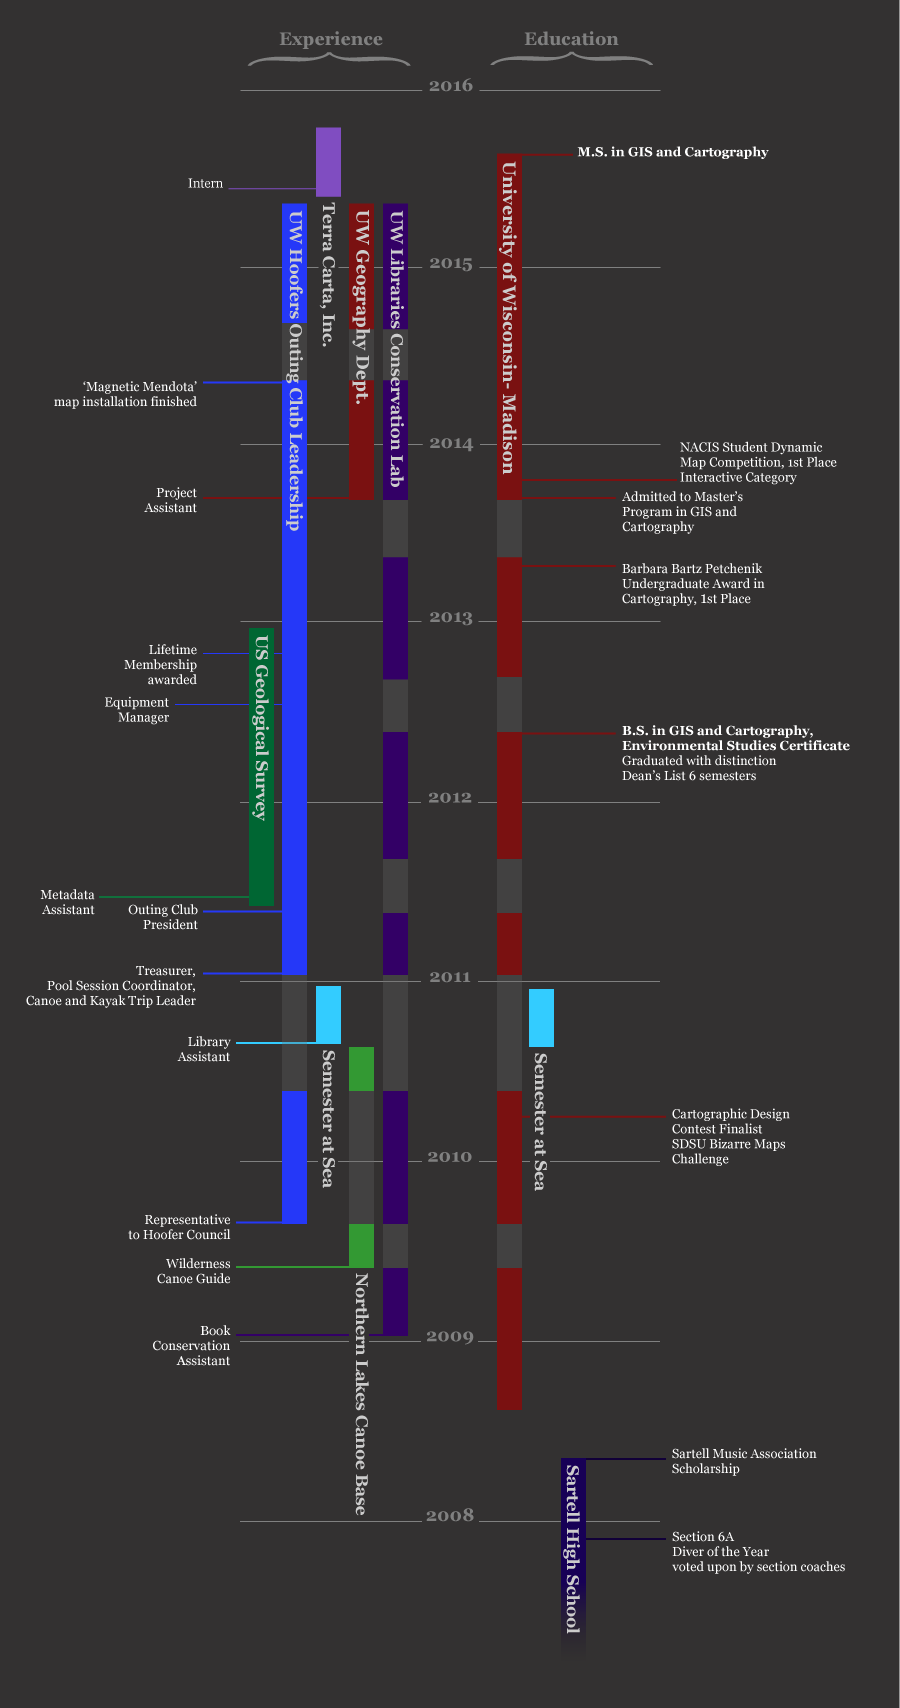 Experience
Education
2016
M.S. in GIS and Cartography
Intern
University of Wisconsin- Madison
Terra Carta, Inc.
UW Hoofers Outing Club Leadership
UW Geography Dept.
UW Libraries Conservation Lab
2015
‘Magnetic Mendota’
map installation finished
2014
NACIS Student Dynamic
Map Competition, 1st Place
Interactive Category
Project
Assistant
Admitted to Master’s
Program in GIS and
Cartography
Barbara Bartz Petchenik
Undergraduate Award in
Cartography, 1st Place
2013
US Geological Survey
Lifetime
Membership
awarded
Equipment
Manager
B.S. in GIS and Cartography,
Environmental Studies Certificate
Graduated with distinction
Dean’s List 6 semesters
2012
Metadata
Assistant
Outing Club
President
Treasurer,
Pool Session Coordinator,
Canoe and Kayak Trip Leader
2011
Library
Assistant
Semester at Sea
Semester at Sea
Cartographic Design
Contest Finalist
SDSU Bizarre Maps
Challenge
2010
Representative
to Hoofer Council
Wilderness
Canoe Guide
Northern Lakes Canoe Base
Book
Conservation
Assistant
2009
Sartell Music Association
Scholarship
Sartell High School
2008
Section 6A
Diver of the Year
voted upon by section coaches